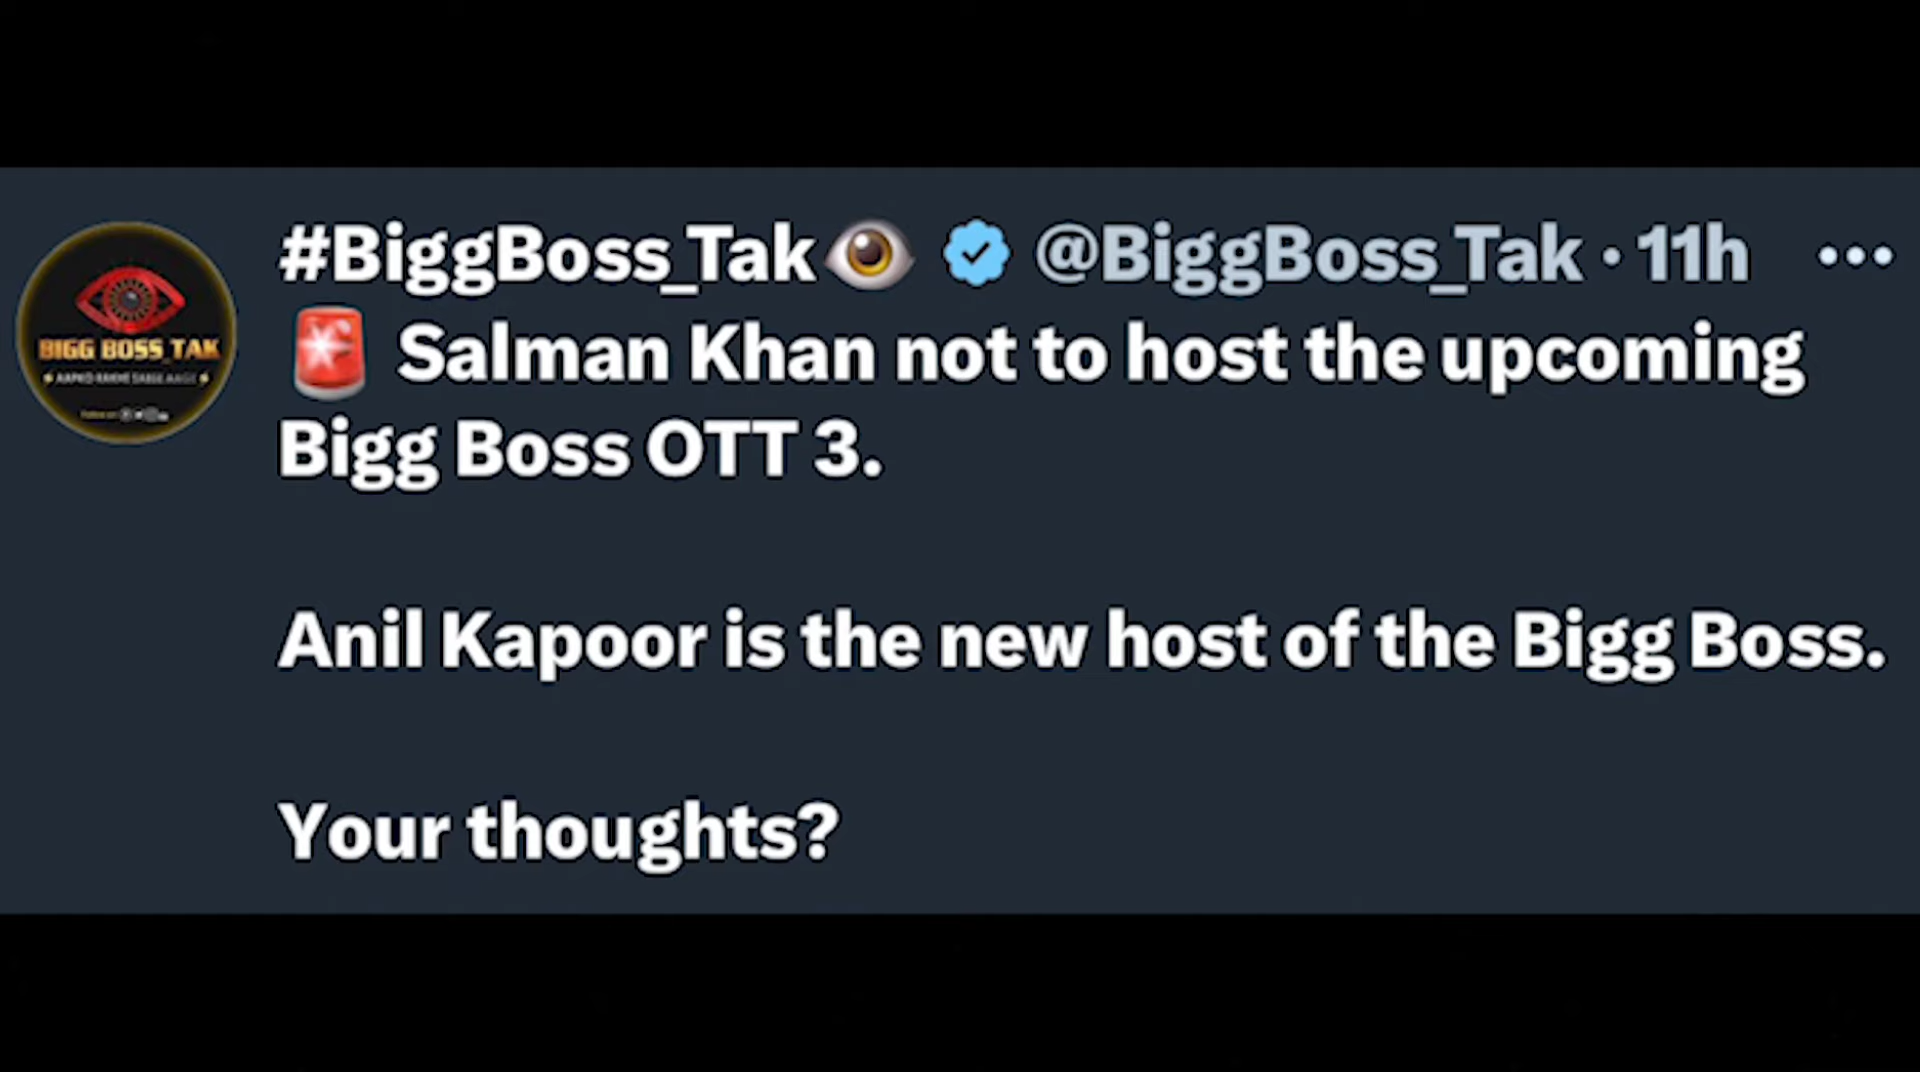 #BiggBoss_Tak👁 @BiggBoss_Tak · 11h
BIGG BOSS TAK
🚨 Salman Khan not to host the upcoming
Bigg Boss OTT 3.
Anil Kapoor is the new host of the Bigg Boss.
Your thoughts?